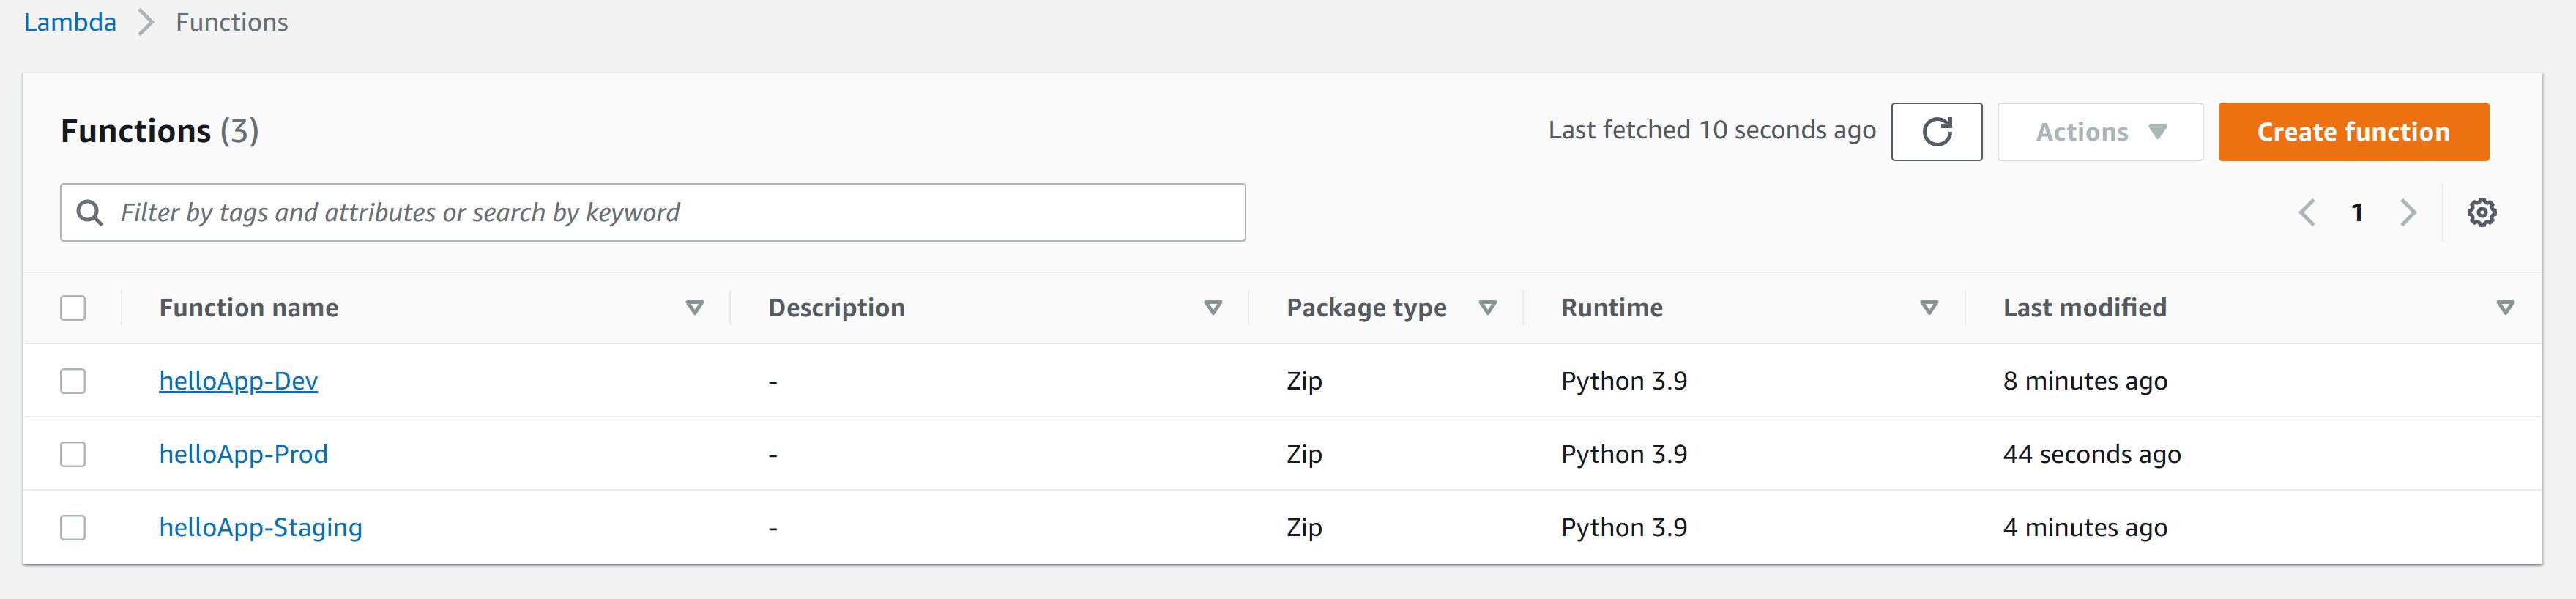 Lambda Functions
Functions (3)
Last fetched 10 seconds ago Actions Create function
Filter by tags and attributes or search by keyword
1
Function name Description Package type Runtime Last modified
helloApp-Dev - Zip Python 3.9 8 minutes ago
helloApp-Prod - Zip Python 3.9 44 seconds ago
helloApp-Staging - Zip Python 3.9 4 minutes ago